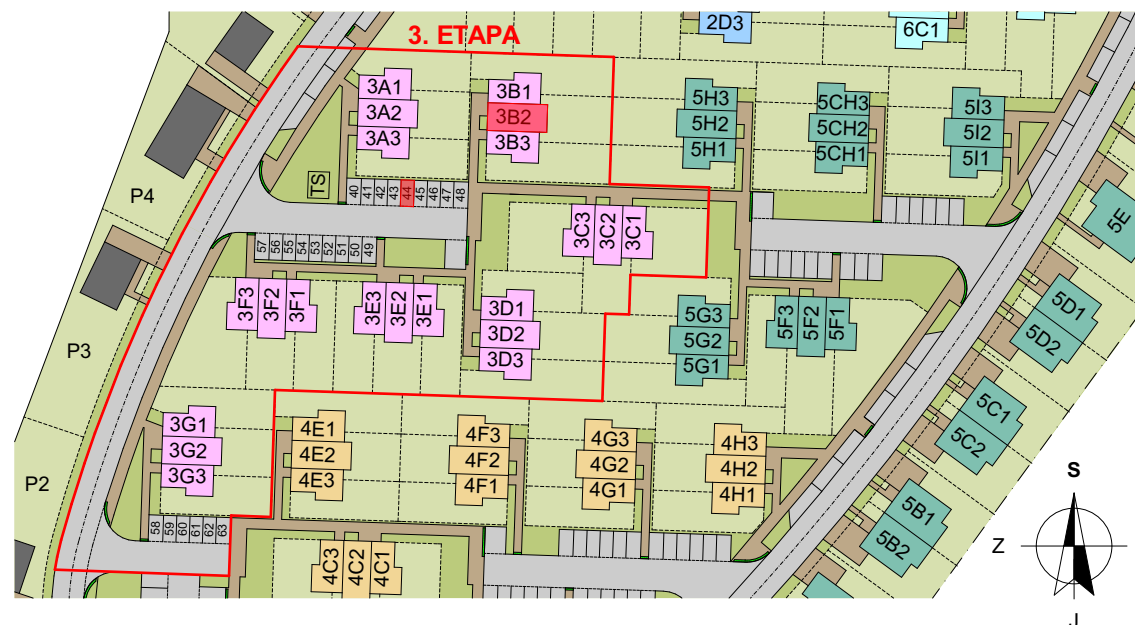 2D3
6C1
3. ETAPA
3A1
3A2
3A3
3B1
3B2
3B3
5H3
5H2
5H1
5CH3
5CH2
5CH1
5I3
5I2
5I1
P4
TS
40
41
42
43
44
45
46
47
48
5E
3C3
3C2
3C1
57
56
55
54
53
52
51
50
49
3F3
3F2
3F1
3E3
3E2
3E1
3D1
3D2
3D3
5G3
5G2
5G1
5F3
5F2
5F1
5D1
5D2
P3
5C1
5C2
3G1
3G2
3G3
4E1
4E2
4E3
4F3
4F2
4F1
4G3
4G2
4G1
4H3
4H2
4H1
P2
58
59
60
61
62
63
5B1
5B2
4C3
4C2
4C1
S
Z
J